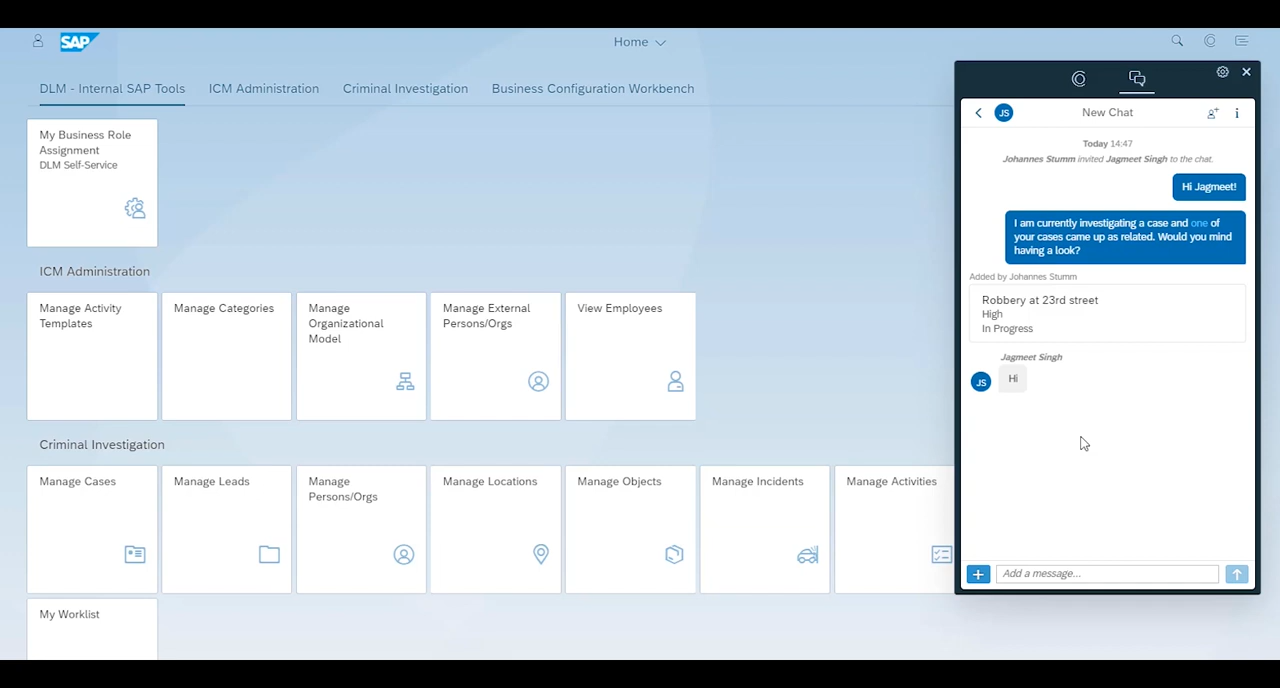 SAP
Home
DLM - Internal SAP Tools
ICM Administration
Criminal Investigation
Business Configuration Workbench
My Business Role
Assignment
DLM Self-Service
ICM Administration
Manage Activity
Templates
Manage Categories
Manage
Organizational
Model
Manage External
Persons/Orgs
View Employees
Criminal Investigation
Manage Cases
Manage Leads
Manage
Persons/Orgs
Manage Locations
Manage Objects
Manage Incidents
Manage Activities
My Worklist
JS
New Chat
Today 14:47
Johannes Stumm invited Jagmeet Singh to the chat.
Hi Jagmeet!
I am currently investigating a case and one of
your cases came up as related. Would you mind
having a look?
Added by Johannes Stumm
Robbery at 23rd street
High
In Progress
Jagmeet Singh
JS
Hi
Add a message...